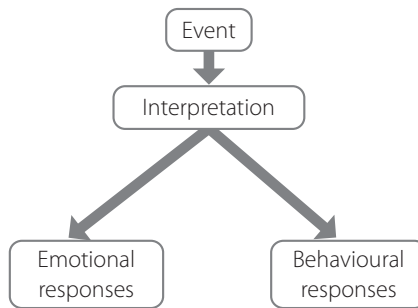 Event
Interpretation
Emotional
responses
Behavioural
responses